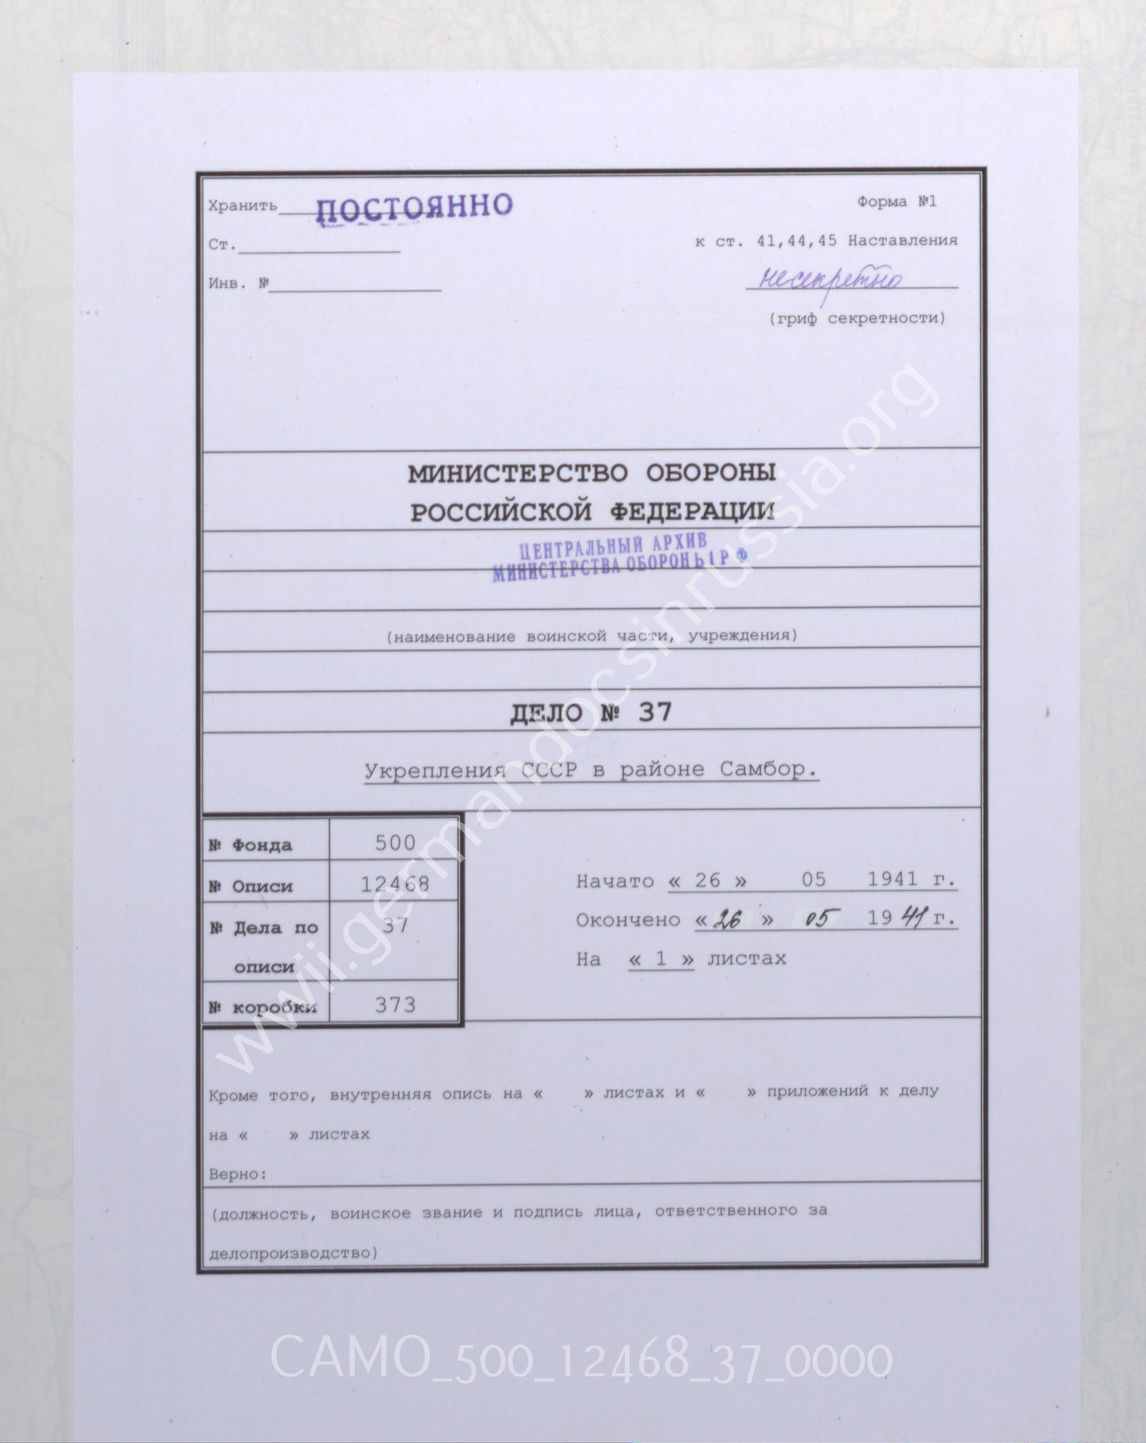 Хранить ПОСТОЯННО
Форма №1
Ст.
к ст. 41,44,45 Наставления
Инв. №
несекретно
(гриф секретности)
МИНИСТЕРСТВО ОБОРОНЫ
РОССИЙСКОЙ ФЕДЕРАЦИИ
ЦЕНТРАЛЬНЫЙ АРХИВ
МИНИСТЕРСТВА ОБОРОНЫ РФ
(наименование воинской части, учреждения)
ДЕЛО № 37
Укрепления СССР в районе Самбор.
№ Фонда 500
№ Описи 12468
№ Дела по 37
описи
№ коробки 373
Начато « 26 » 05 1941 г.
Окончено « 26 » 05 1941 г.
На « 1 » листах
Кроме того, внутренняя опись на « » листах и « » приложений к делу
на « » листах
Верно:
(должность, воинское звание и подпись лица, ответственного за
делопроизводство)
wwii.germandocsinrussia.org
CAMO_500_12468_37_0000